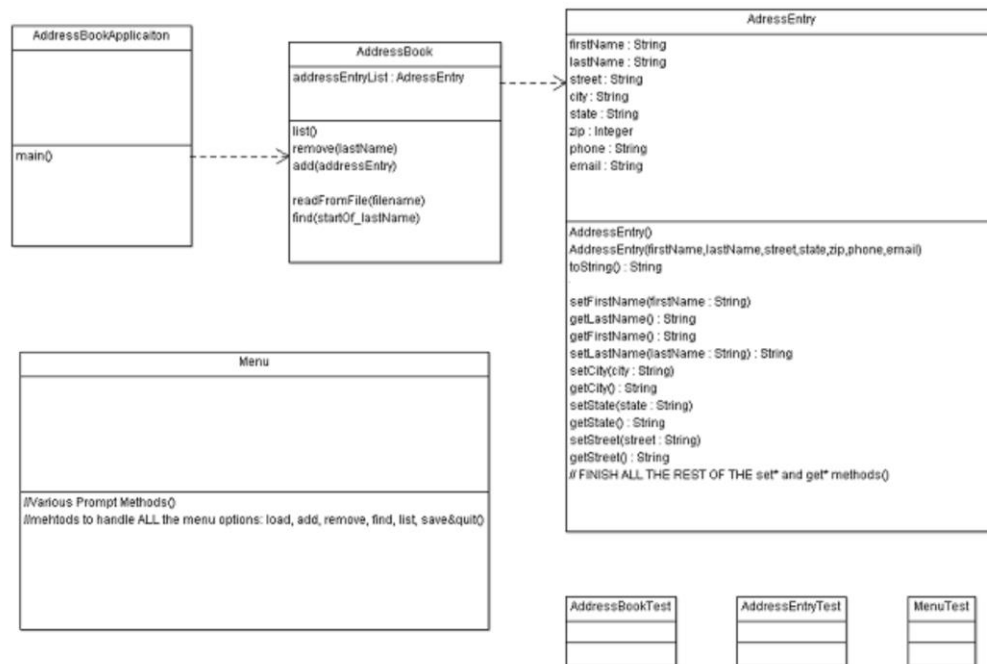 AddressBookApplicaiton
main()
AddressBook
addressEntryList : AdressEntry
list()
remove(lastName)
add(addressEntry)
readFromFile(filename)
find(startOf_lastName)
AdressEntry
firstName : String
lastName : String
street : String
city : String
state : String
zip : Integer
phone : String
email : String
AddressEntry()
AddressEntry(firstName,lastName,street,state,zip,phone,email)
toString() : String
setFirstName(firstName : String)
getLastName() : String
getFirstName() : String
setLastName(lastName : String) : String
setCity(city : String)
getCity() : String
setState(state : String)
getState() : String
setStreet(street : String)
getStreet() : String
// FINISH ALL THE REST OF THE set* and get* methods()
Menu
//Various Prompt Methods()
//mehtods to handle ALL the menu options: load, add, remove, find, list, save&quit()
AddressBookTest
AddressEntryTest
MenuTest